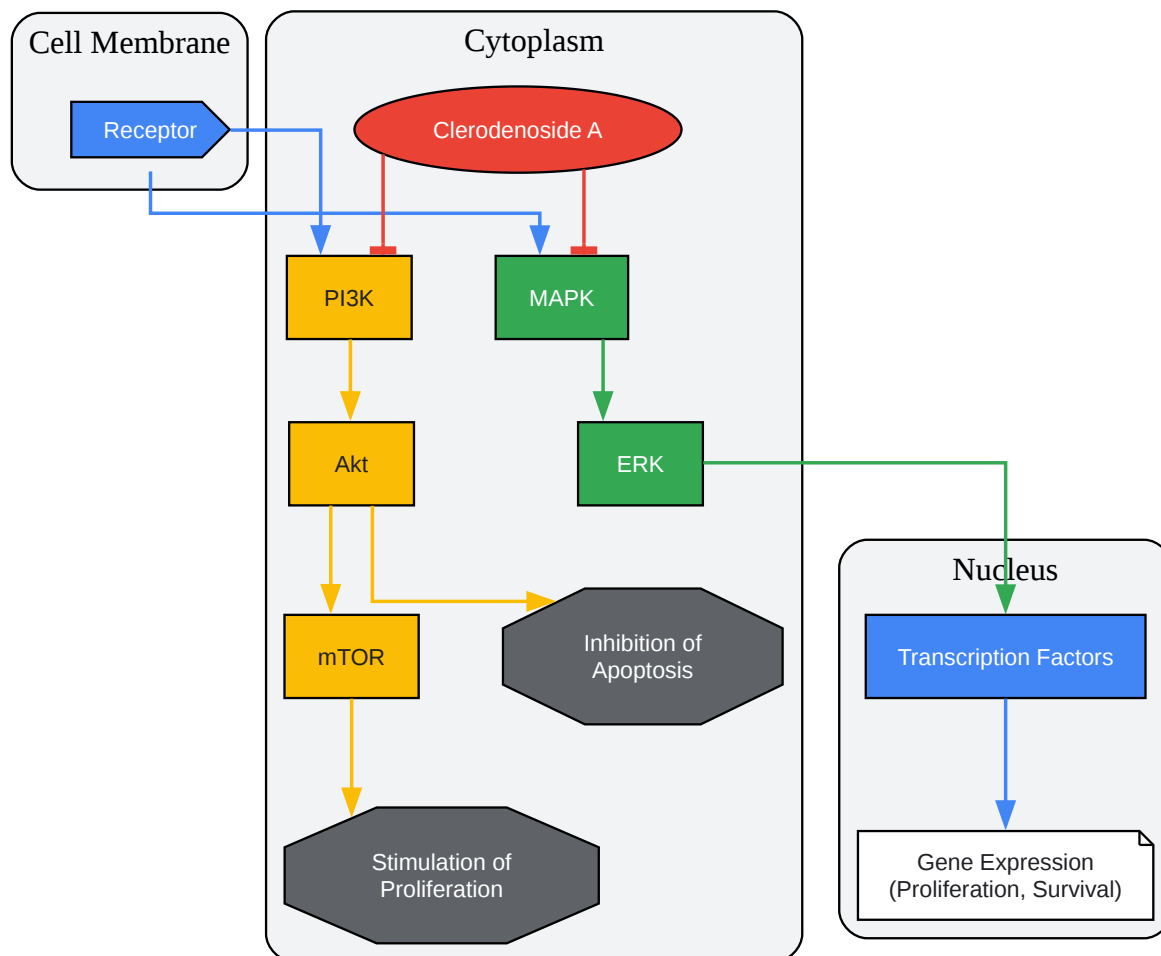 Cell Membrane
Receptor
Cytoplasm
Clerodenoside A
PI3K
MAPK
Akt
ERK
mTOR
Inhibition of
Apoptosis
Stimulation of
Proliferation
Nucleus
Transcription Factors
Gene Expression
(Proliferation, Survival)